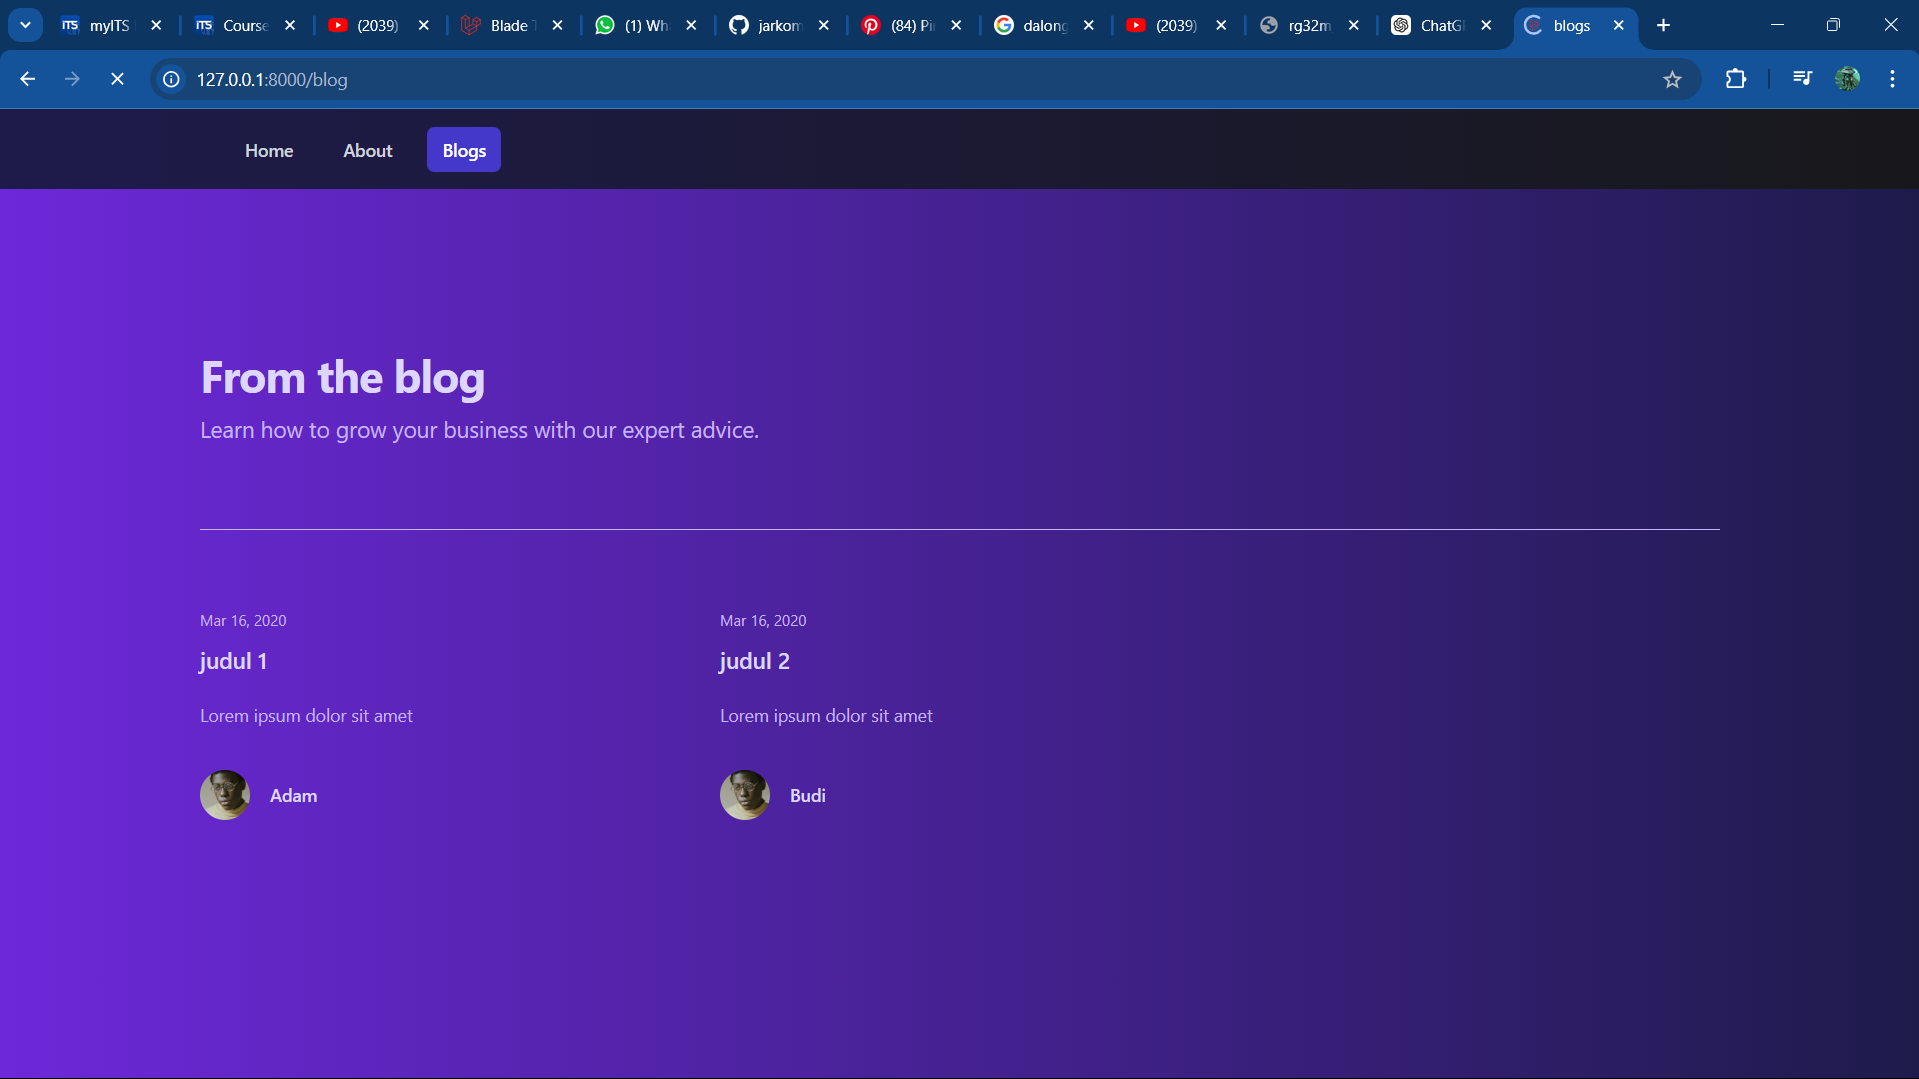 myITS
Course
(2039)
Blade
(1) Wh
jarkom
(84) Pi
dalong
(2039)
rg32m
ChatG
blogs
127.0.0.1:8000/blog
Home About Blogs
From the blog
Learn how to grow your business with our expert advice.
Mar 16, 2020
judul 1
Lorem ipsum dolor sit amet
Adam
Mar 16, 2020
judul 2
Lorem ipsum dolor sit amet
Budi